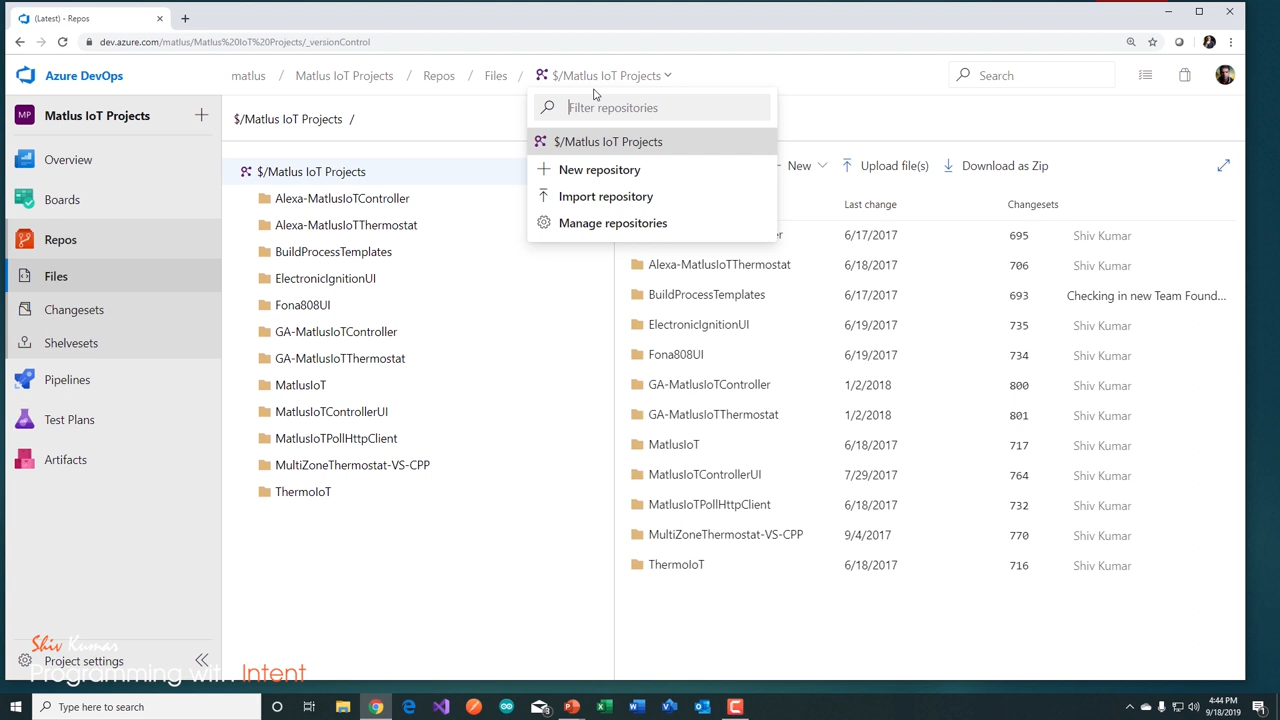 (Latest) - Repos
dev.azure.com/matlus/Matlus%20IoT%20Projects/_versionControl
Azure DevOps
matlus / Matlus IoT Projects / Repos / Files / $/Matlus IoT Projects
Search
MP Matlus IoT Projects
Overview
Boards
Repos
Files
Changesets
Shelvesets
Pipelines
Test Plans
Artifacts
Project settings
$/Matlus IoT Projects /
Filter repositories
$/Matlus IoT Projects
New repository
Import repository
Manage repositories
$/Matlus IoT Projects
Alexa-MatlusIoTController
Alexa-MatlusIoTThermostat
BuildProcessTemplates
ElectronicIgnitionUI
Fona808UI
GA-MatlusIoTController
GA-MatlusIoTThermostat
MatlusIoT
MatlusIoTControllerUI
MatlusIoTPollHttpClient
MultiZoneThermostat-VS-CPP
ThermoIoT
New Upload file(s) Download as Zip
Last change Changesets
6/17/2017 695 Shiv Kumar
Alexa-MatlusIoTThermostat 6/18/2017 706 Shiv Kumar
BuildProcessTemplates 6/17/2017 693 Checking in new Team Found...
ElectronicIgnitionUI 6/19/2017 735 Shiv Kumar
Fona808UI 6/19/2017 734 Shiv Kumar
GA-MatlusIoTController 1/2/2018 800 Shiv Kumar
GA-MatlusIoTThermostat 1/2/2018 801 Shiv Kumar
MatlusIoT 6/18/2017 717 Shiv Kumar
MatlusIoTControllerUI 7/29/2017 764 Shiv Kumar
MatlusIoTPollHttpClient 6/18/2017 732 Shiv Kumar
MultiZoneThermostat-VS-CPP 9/4/2017 770 Shiv Kumar
ThermoIoT 6/18/2017 716 Shiv Kumar
Shiv Kumar
Programming with Intent
Type here to search
4:44 PM
9/18/2019